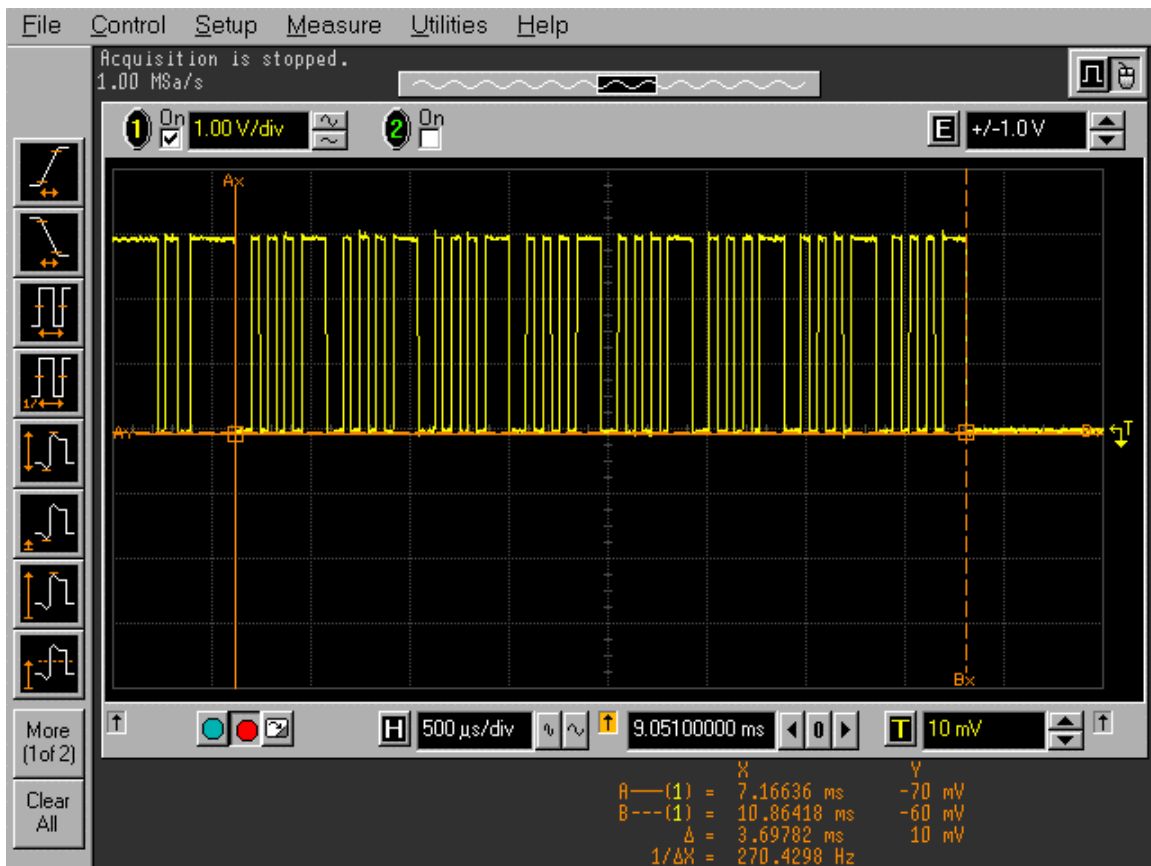 File Control Setup Measure Utilities Help
Acquisition is stopped.
1.00 MSa/s
1 On 1.00 V/div 2 On E +/-1.0 V
Ax
Ay
T
Bx
H 500 µs/div 9.05100000 ms 0 T 10 mV
1/
More
(1of 2)
Clear
All
X Y
A——(1) = 7.16636 ms -70 mV
B---(1) = 10.86418 ms -60 mV
Δ = 3.69782 ms 10 mV
1/ΔX = 270.4298 Hz